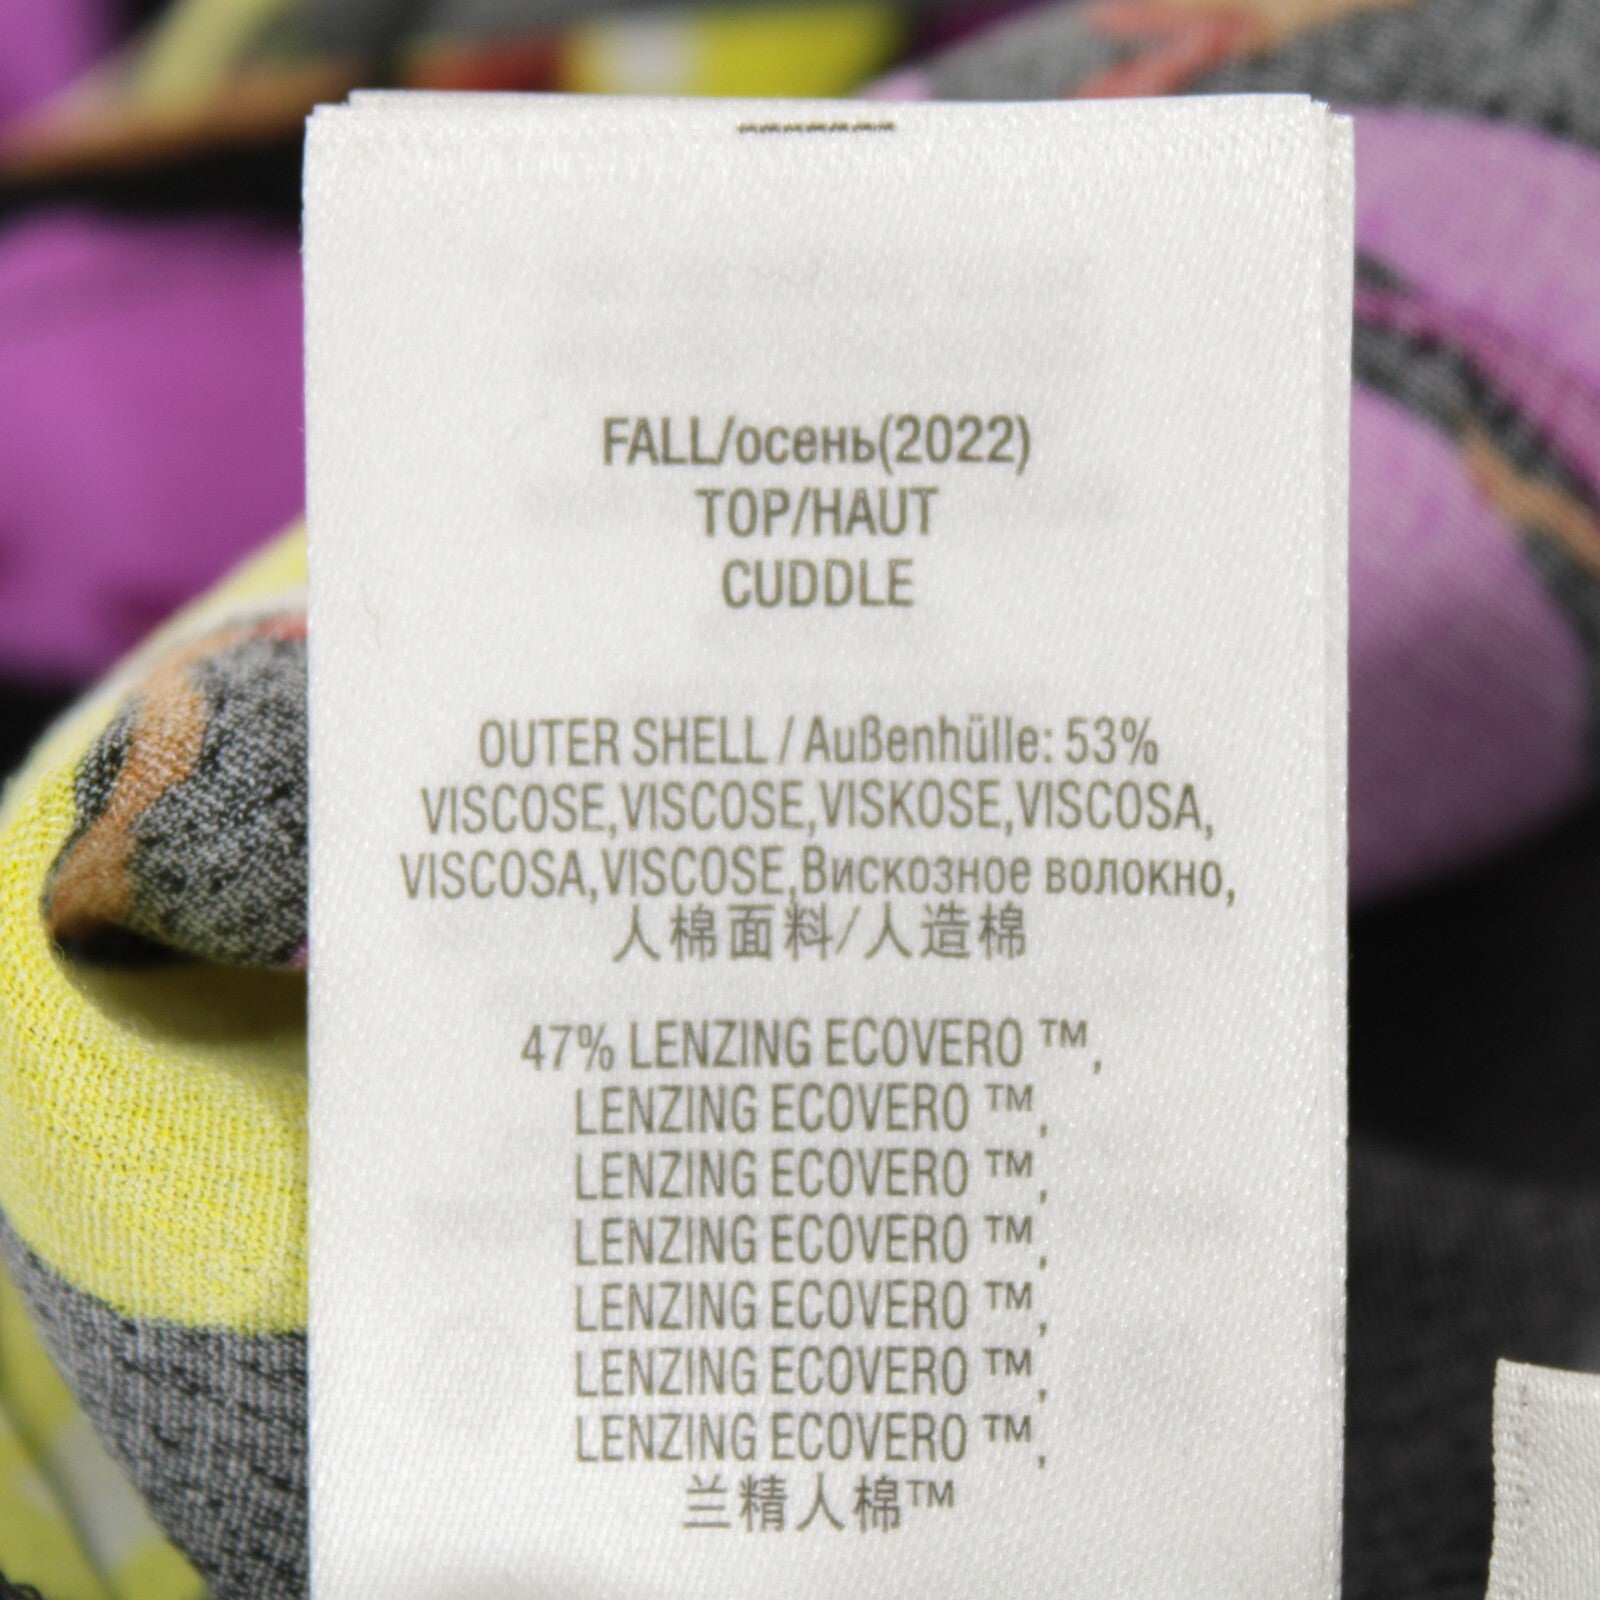 FALL/осень(2022)
TOP/HAUT
CUDDLE
OUTER SHELL / Außenhülle: 53%
VISCOSE,VISCOSE,VISKOSE,VISCOSA,
VISCOSA,VISCOSE,Вискозное волокно,
人棉面料/人造棉
47% LENZING ECOVERO ™,
LENZING ECOVERO ™,
LENZING ECOVERO ™,
LENZING ECOVERO ™,
LENZING ECOVERO ™,
LENZING ECOVERO ™,
LENZING ECOVERO ™,
兰精人棉™